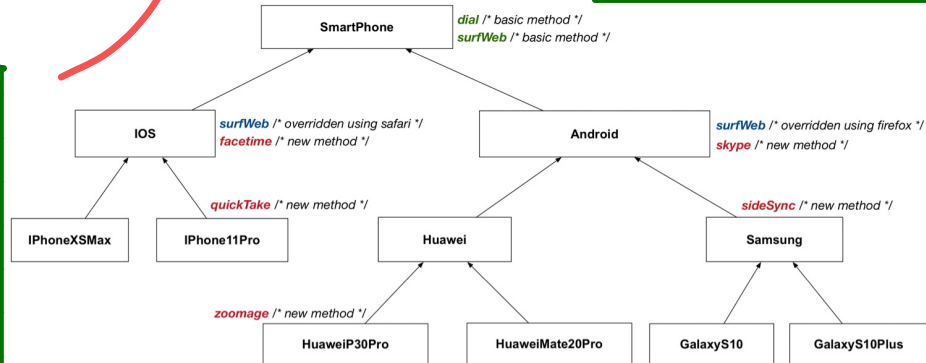 SmartPhone
dial /* basic method */
surfWeb /* basic method */
IOS
surfWeb /* overridden using safari */
facetime /* new method */
Android
surfWeb /* overridden using firefox */
skype /* new method */
quickTake /* new method */
sideSync /* new method */
IPhoneXSMax
IPhone11Pro
Huawei
Samsung
zoomage /* new method */
HuaweiP30Pro
HuaweiMate20Pro
GalaxyS10
GalaxyS10Plus